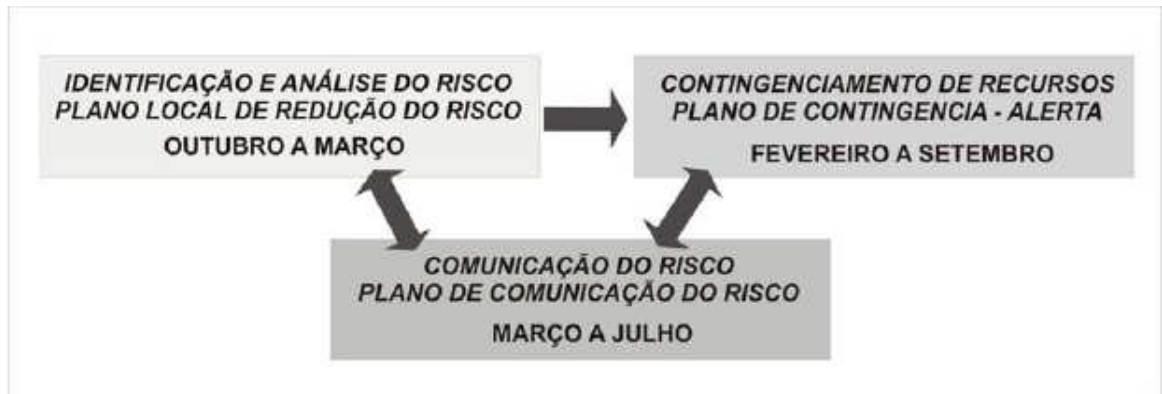 IDENTIFICAÇÃO E ANÁLISE DO RISCO
PLANO LOCAL DE REDUÇÃO DO RISCO
OUTUBRO A MARÇO
CONTINGENCIAMENTO DE RECURSOS
PLANO DE CONTINGENCIA - ALERTA
FEVEREIRO A SETEMBRO
COMUNICAÇÃO DO RISCO
PLANO DE COMUNICAÇÃO DO RISCO
MARÇO A JULHO